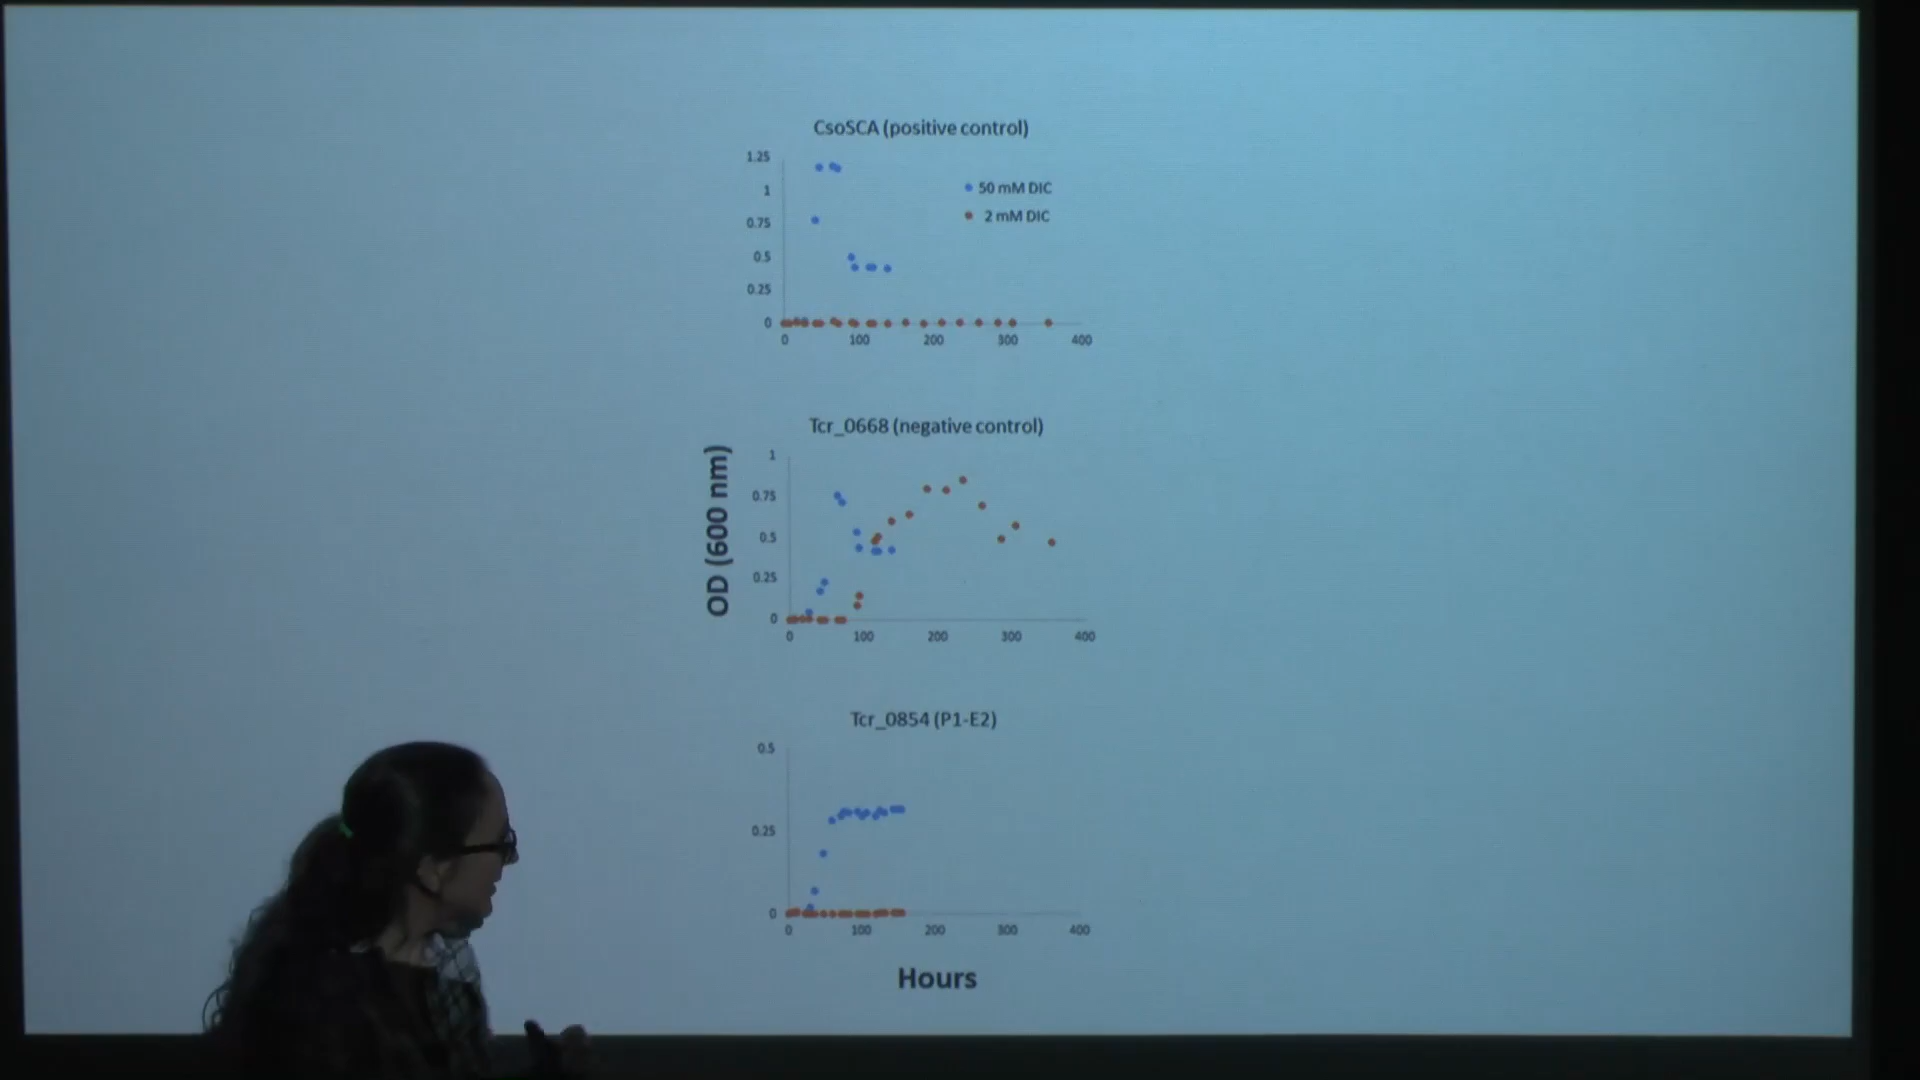 CsoSCA (positive control)
1.25
1
0.75
0.5
0.25
0
0 100 200 300 400
50 mM DIC
2 mM DIC
Tcr_0668 (negative control)
1
0.75
0.5
0.25
0
0 100 200 300 400
OD (600 nm)
Tcr_0854 (P1-E2)
0.5
0.25
0
0 100 200 300 400
Hours